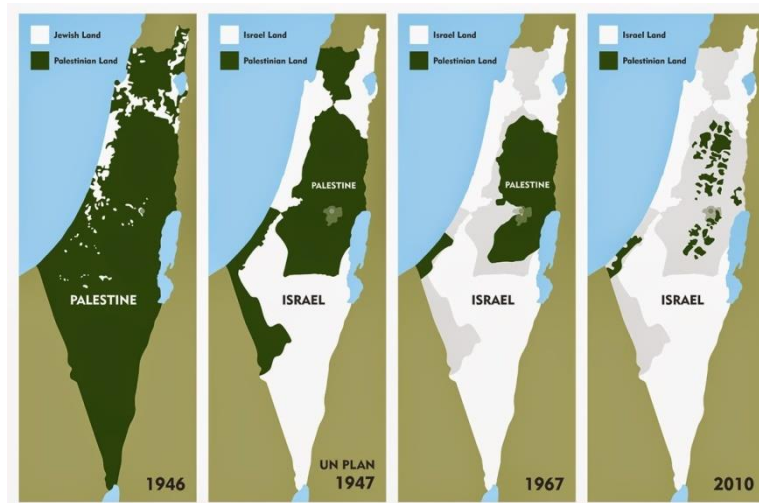 Jewish Land
Palestinian Land
PALESTINE
1946
Israel Land
Palestinian Land
PALESTINE
ISRAEL
UN PLAN
1947
Israel Land
Palestinian Land
PALESTINE
ISRAEL
1967
Israel Land
Palestinian Land
ISRAEL
2010